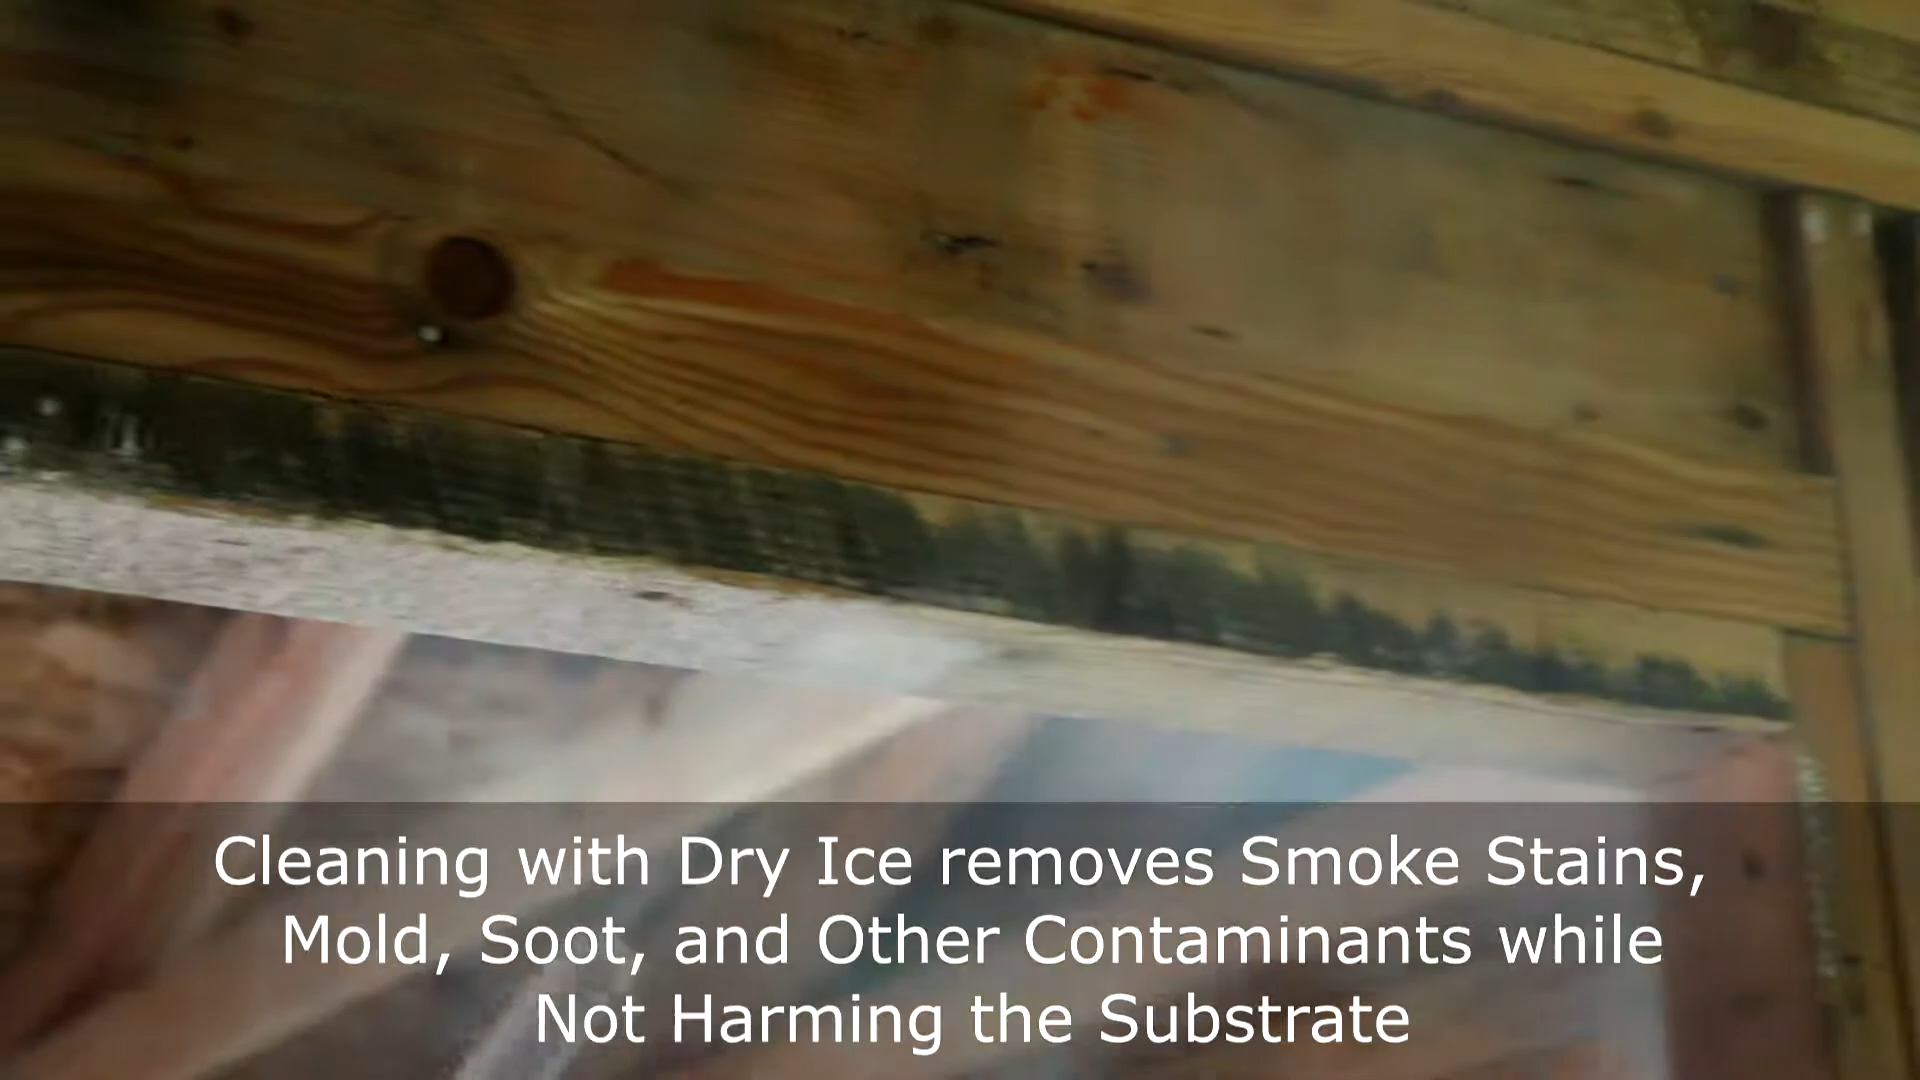 Cleaning with Dry Ice removes Smoke Stains,
Mold, Soot, and Other Contaminants while
Not Harming the Substrate